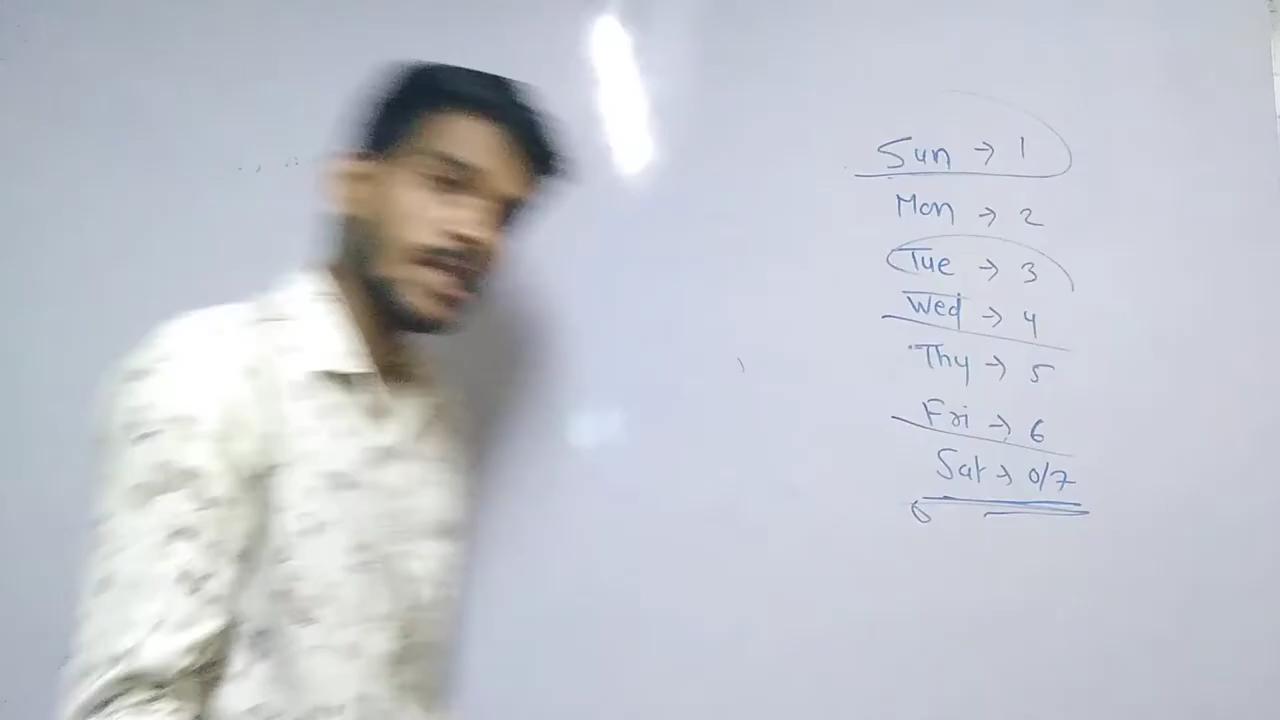 Sun → 1
Mon → 2
Tue → 3
Wed → 4
Thy → 5
Fri → 6
Sat → 0/7